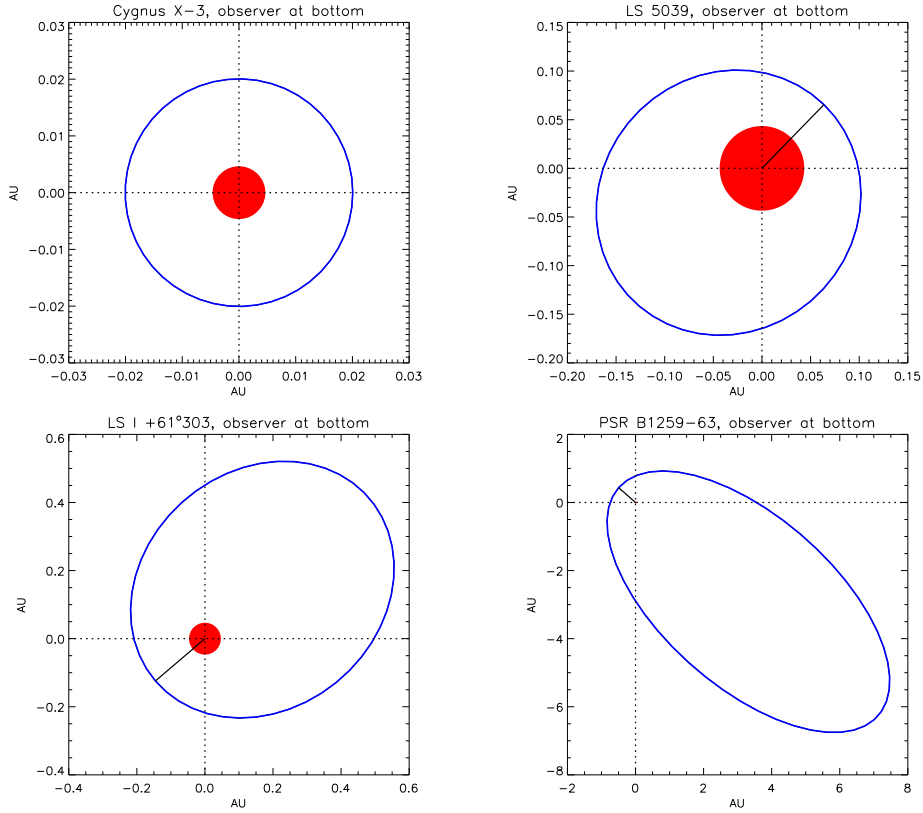 Cygnus X-3, observer at bottom
0.03
0.02
0.01
0.00
-0.01
-0.02
-0.03
AU
-0.03 -0.02 -0.01 0.00 0.01 0.02 0.03
AU
LS 5039, observer at bottom
0.15
0.10
0.05
0.00
-0.05
-0.10
-0.15
-0.20
AU
-0.20 -0.15 -0.10 -0.05 0.00 0.05 0.10 0.15
AU
LS I +61°303, observer at bottom
0.6
0.4
0.2
0.0
-0.2
-0.4
AU
-0.4 -0.2 0.0 0.2 0.4 0.6
AU
PSR B1259-63, observer at bottom
2
0
-2
-4
-6
-8
AU
-2 0 2 4 6 8
AU